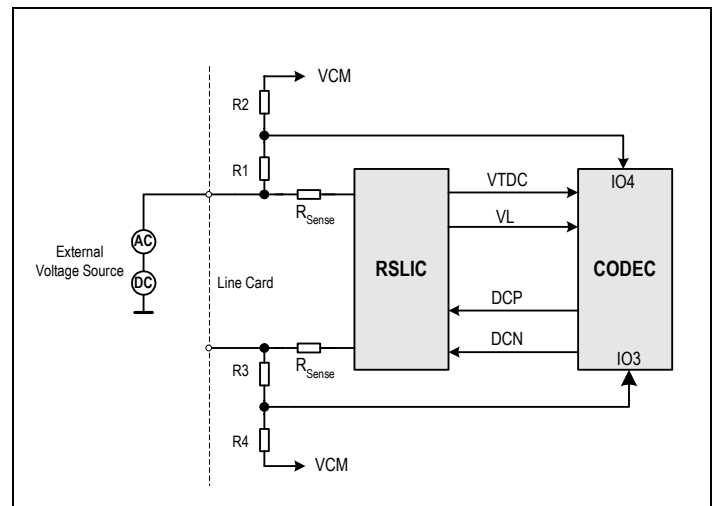 VCM
R2
R1
RSense
VTDC
IO4
VL
AC
External
Voltage Source
DC
Line Card
RSLIC
CODEC
DCP
DCN
IO3
R3
RSense
R4
VCM